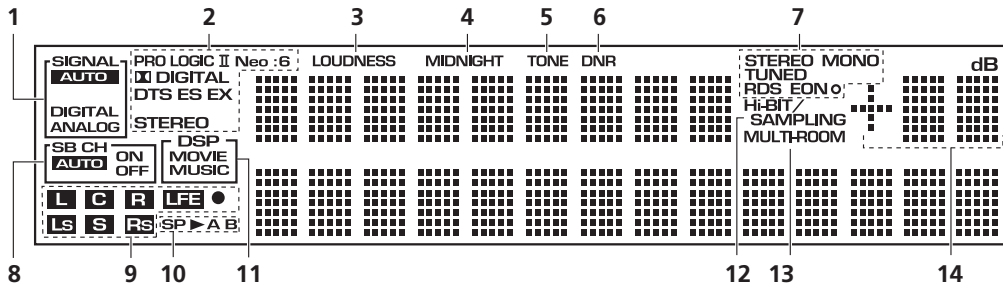 1 2 3 4 5 6 7
SIGNAL PRO LOGIC II Neo :6 LOUDNESS MIDNIGHT TONE DNR STEREO MONO dB
AUTO DIGITAL TUNED
DTS ES EX RDS EON
DIGITAL Hi-BIT
ANALOG STEREO SAMPLING
SB CH DSP MULTI-ROOM
AUTO ON MOVIE
OFF MUSIC
L C R LFE
Ls S Rs SP ► A B
8 9 10 11 12 13 14